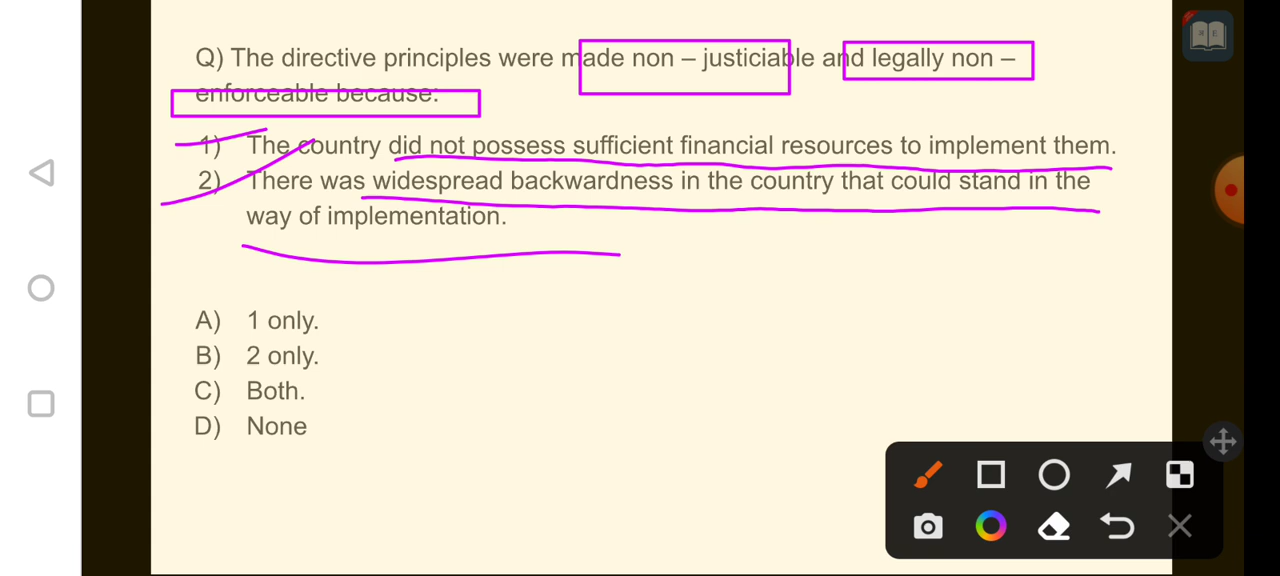 Q) The directive principles were made non – justiciable and legally non –
enforceable because:
1) The country did not possess sufficient financial resources to implement them.
2) There was widespread backwardness in the country that could stand in the
way of implementation.
A) 1 only.
B) 2 only.
C) Both.
D) None